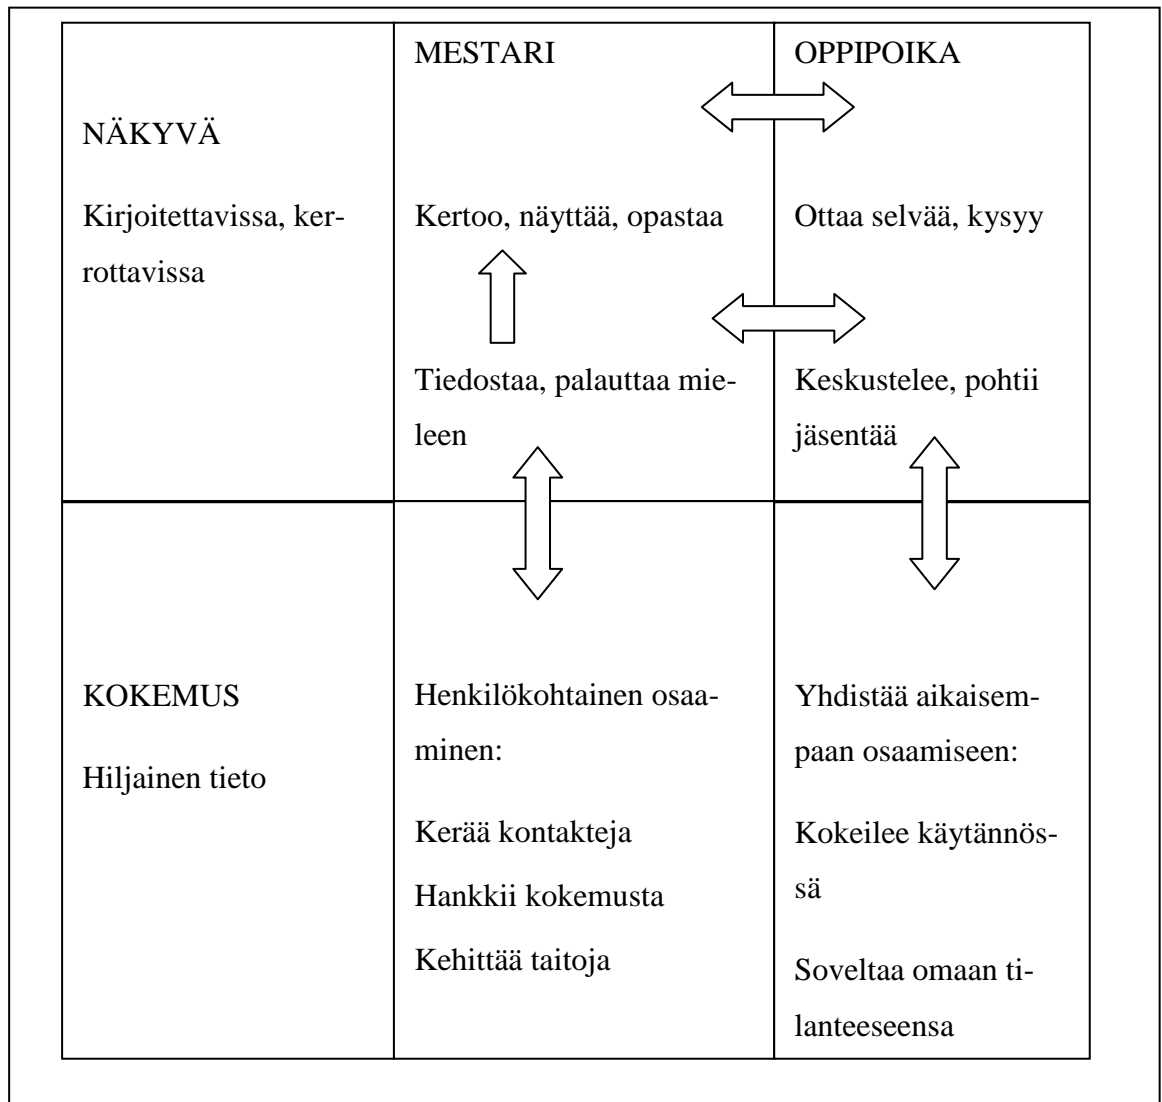 MESTARI
OPPIPOIKA
NÄKYVÄ
Kirjoitettavissa, ker-
rottavissa
Kertoo, näyttää, opastaa
Ottaa selvää, kysyy
Tiedostaa, palauttaa mie-
leen
Keskustelee, pohtii
jäsentää
KOKEMUS
Hiljainen tieto
Henkilökohtainen osaa-
minen:
Kerää kontakteja
Hankkii kokemusta
Kehittää taitoja
Yhdistää aikaisem-
paan osaamiseen:
Kokeilee käytännös-
sä
Soveltaa omaan ti-
lanteeseensa